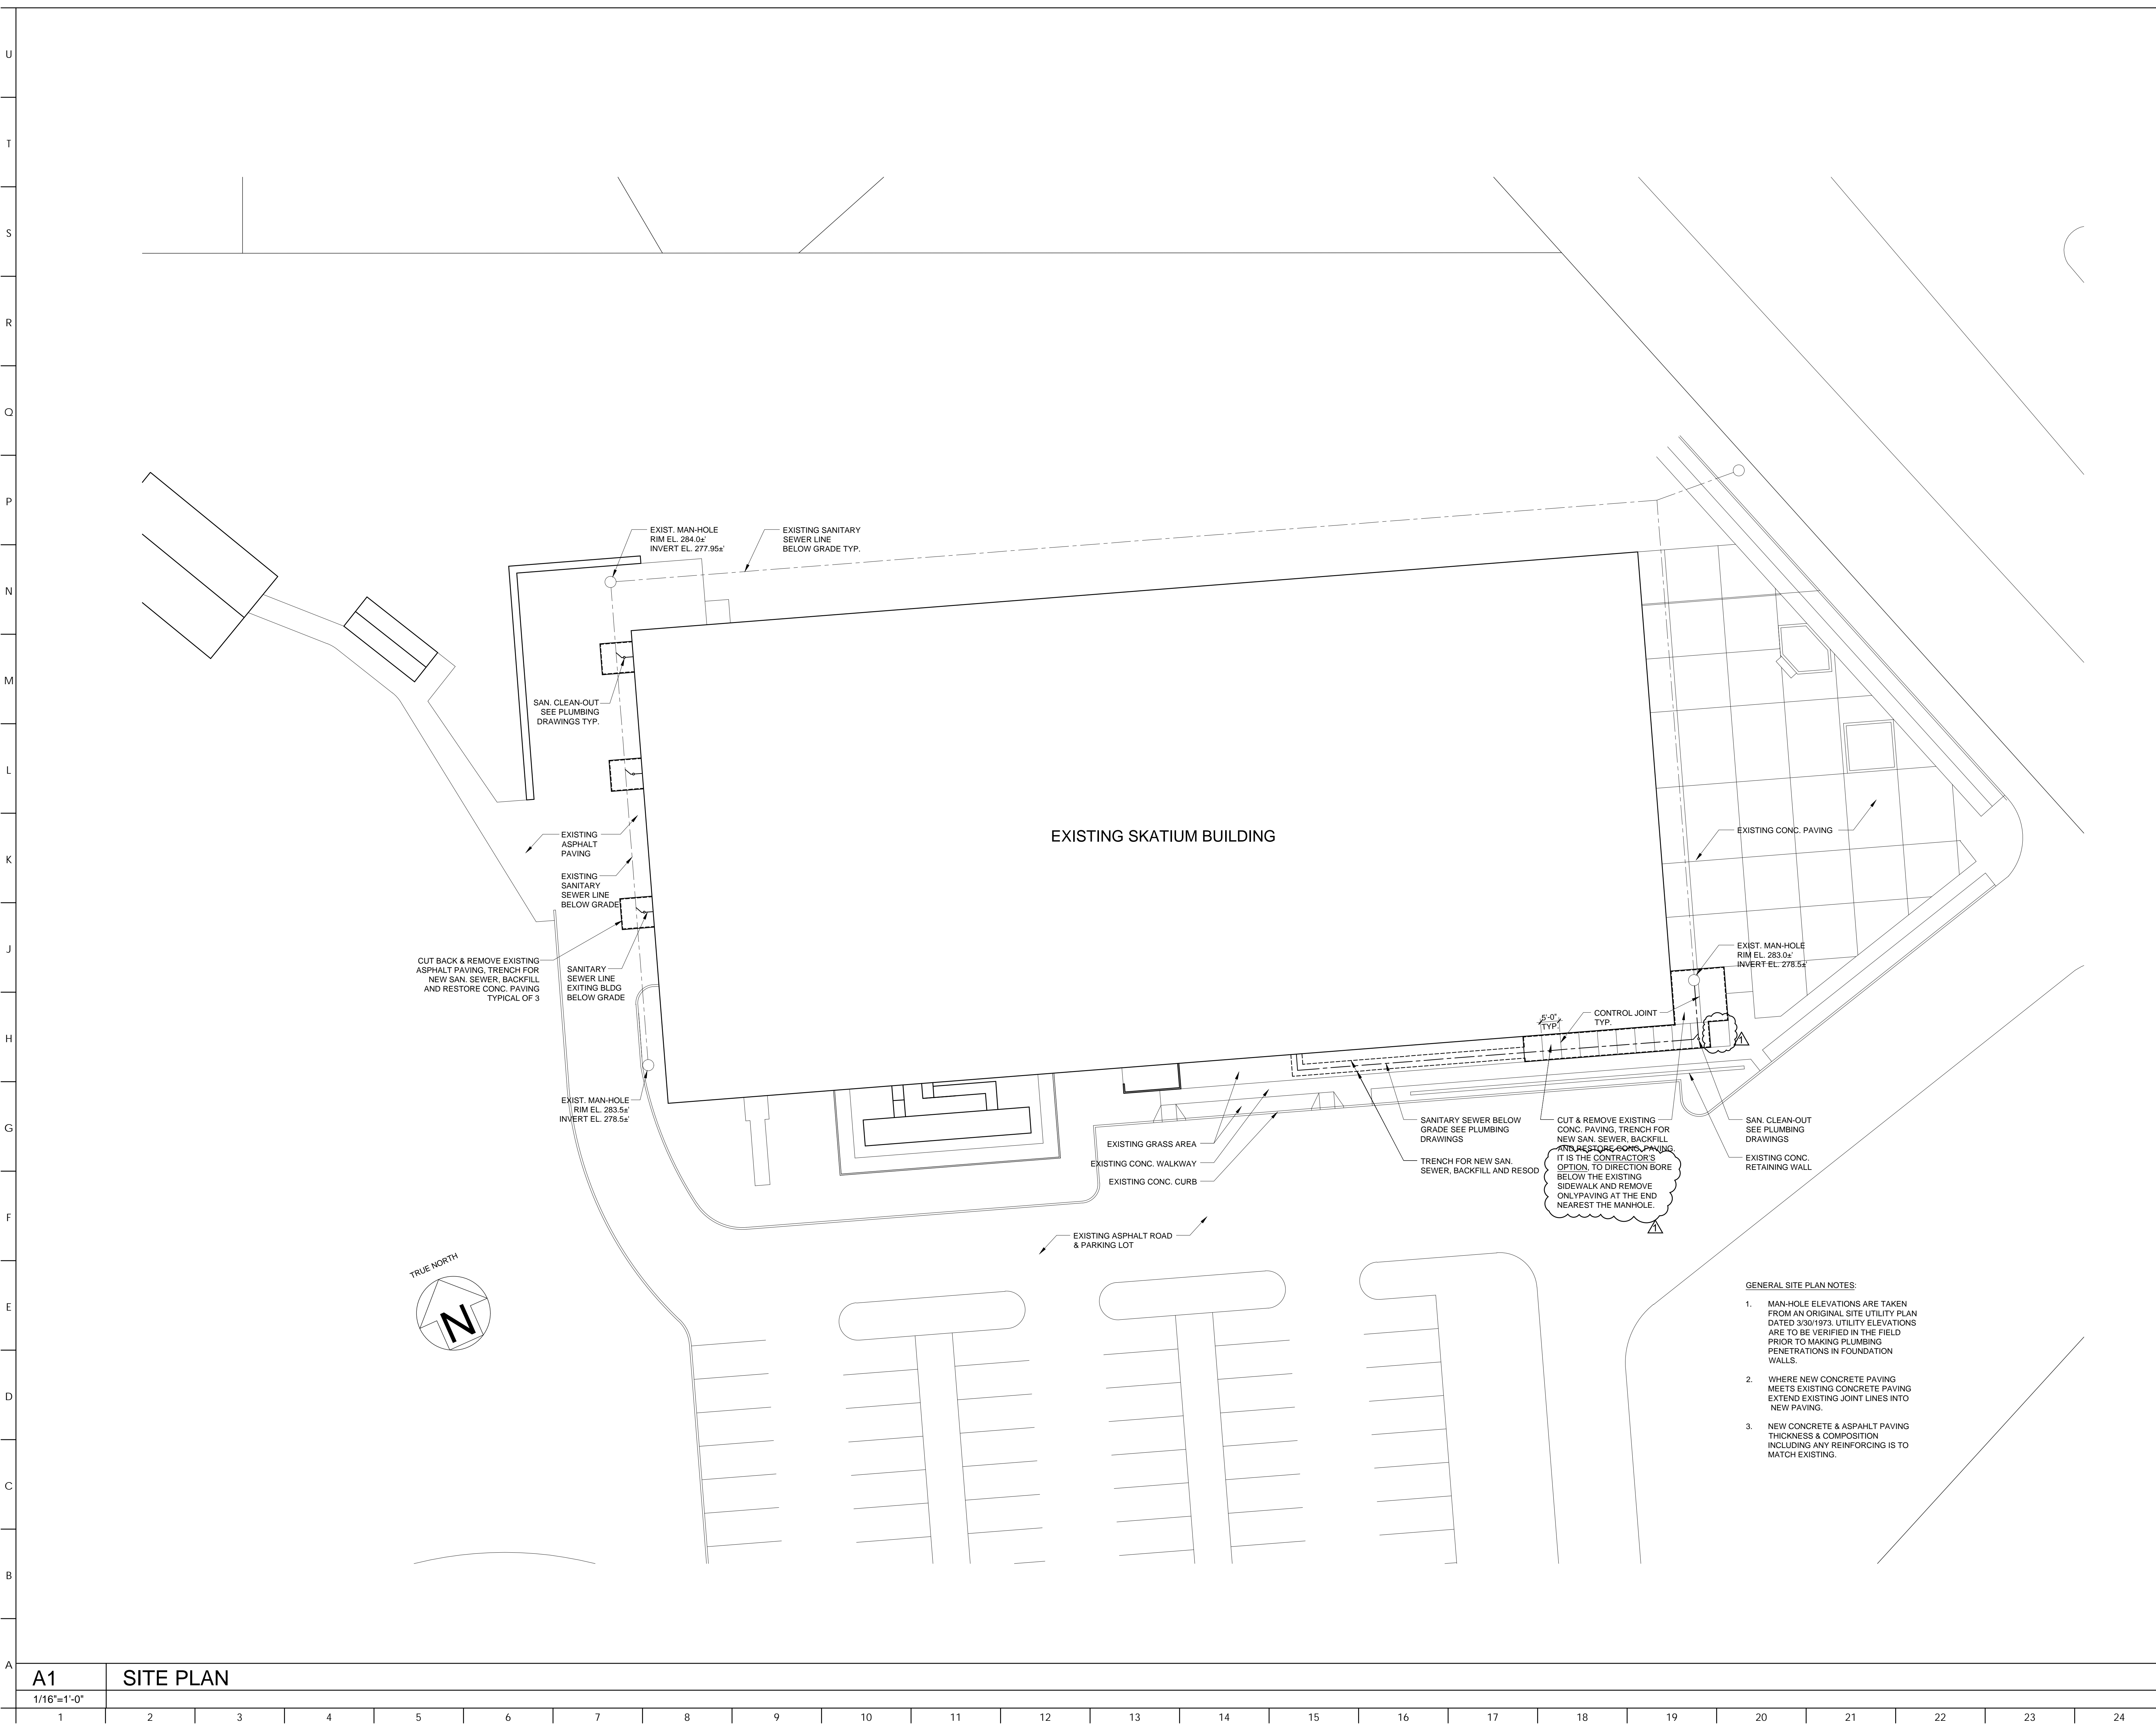 U
T
S
R
Q
P
N
M
L
K
J
H
G
F
E
D
C
B
A
EXIST. MAN-HOLE
RIM EL. 284.0±'
INVERT EL. 277.95±'
EXISTING SANITARY
SEWER LINE
BELOW GRADE TYP.
SAN. CLEAN-OUT
SEE PLUMBING
DRAWINGS TYP.
EXISTING
ASPHALT
PAVING
EXISTING
SANITARY
SEWER LINE
BELOW GRADE
CUT BACK & REMOVE EXISTING
ASPHALT PAVING, TRENCH FOR
NEW SAN. SEWER, BACKFILL
AND RESTORE CONC. PAVING
TYPICAL OF 3
SANITARY
SEWER LINE
EXITING BLDG
BELOW GRADE
EXIST. MAN-HOLE
RIM EL. 283.5±'
INVERT EL. 278.5±'
EXISTING SKATIUM BUILDING
EXISTING CONC. PAVING
EXIST. MAN-HOLE
RIM EL. 283.0±'
INVERT EL. 278.5±'
5'-0"
TYP.
CONTROL JOINT
TYP.
1
EXISTING GRASS AREA
EXISTING CONC. WALKWAY
EXISTING CONC. CURB
EXISTING ASPHALT ROAD
& PARKING LOT
SANITARY SEWER BELOW
GRADE SEE PLUMBING
DRAWINGS
TRENCH FOR NEW SAN.
SEWER, BACKFILL AND RESOD
CUT & REMOVE EXISTING
CONC. PAVING, TRENCH FOR
NEW SAN. SEWER, BACKFILL
AND RESTORE CONC. PAVING.
IT IS THE CONTRACTOR'S
OPTION, TO DIRECTION BORE
BELOW THE EXISTING
SIDEWALK AND REMOVE
ONLYPAVING AT THE END
NEAREST THE MANHOLE.
1
SAN. CLEAN-OUT
SEE PLUMBING
DRAWINGS
EXISTING CONC.
RETAINING WALL
TRUE NORTH
N
GENERAL SITE PLAN NOTES:
1. MAN-HOLE ELEVATIONS ARE TAKEN
FROM AN ORIGINAL SITE UTILITY PLAN
DATED 3/30/1973. UTILITY ELEVATIONS
ARE TO BE VERIFIED IN THE FIELD
PRIOR TO MAKING PLUMBING
PENETRATIONS IN FOUNDATION
WALLS.
2. WHERE NEW CONCRETE PAVING
MEETS EXISTING CONCRETE PAVING
EXTEND EXISTING JOINT LINES INTO
NEW PAVING.
3. NEW CONCRETE & ASPAHLT PAVING
THICKNESS & COMPOSITION
INCLUDING ANY REINFORCING IS TO
MATCH EXISTING.
A1 SITE PLAN
1/16"=1'-0"
1 2 3 4 5 6 7 8 9 10 11 12 13 14 15 16 17 18 19 20 21 22 23 24